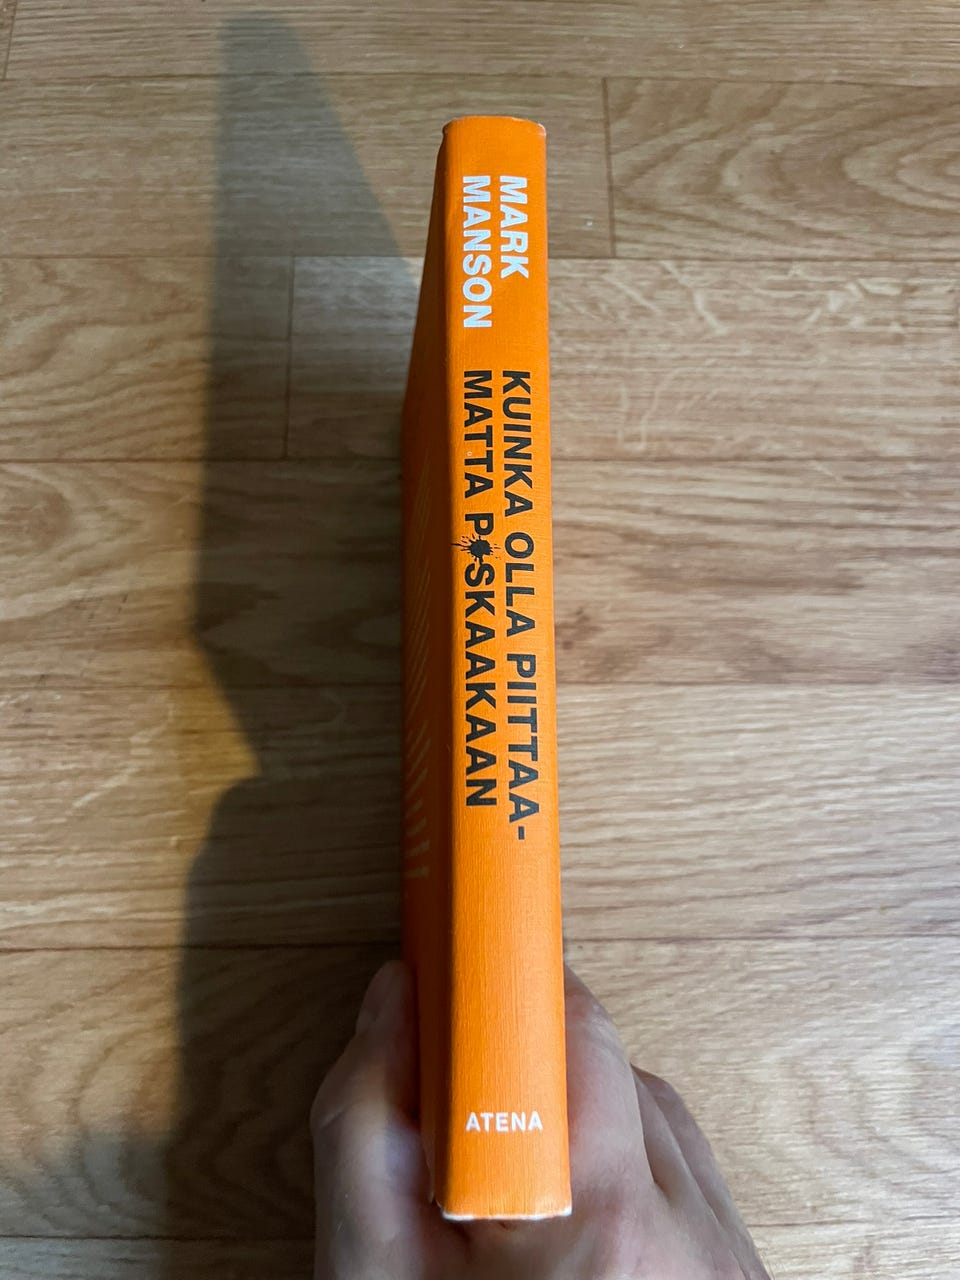 MARK
MANSON
KUINKA OLLA PIITTAA-
MATTA P*SKAAKAAN
ATENA